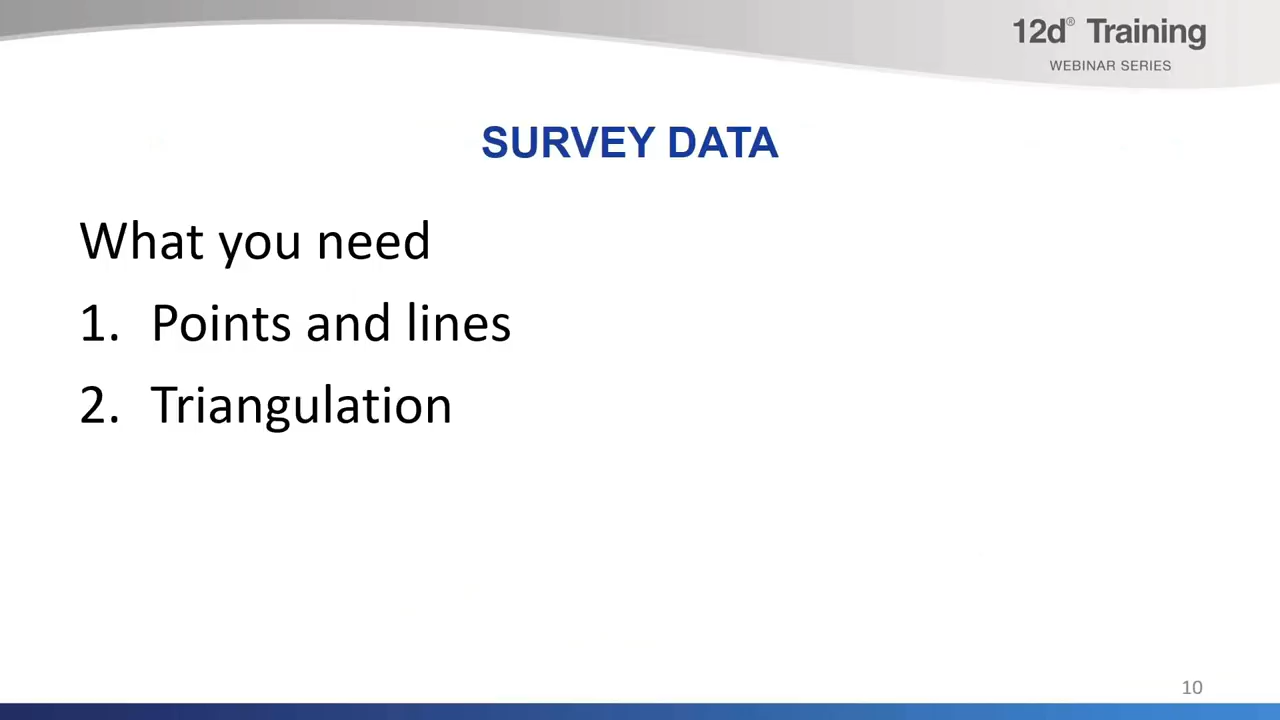 12d® Training
WEBINAR SERIES
SURVEY DATA
What you need
1. Points and lines
2. Triangulation
10